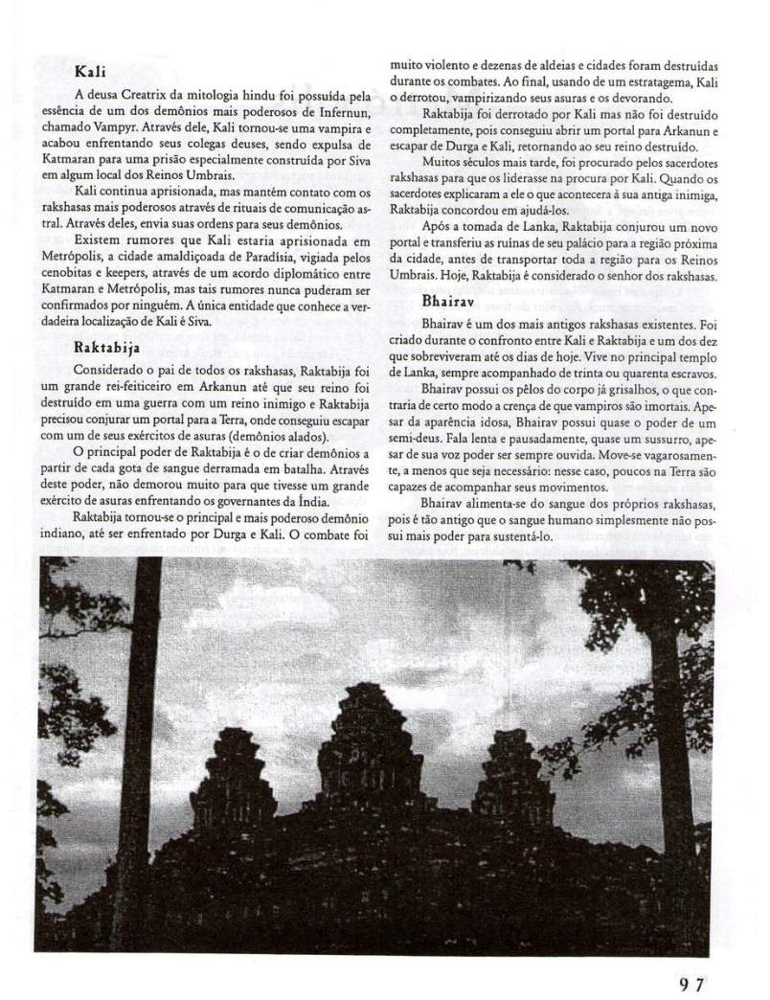 Kali
A deusa Creatrix da mitologia hindu foi possuída pela
essência de um dos demônios mais poderosos de Infernun,
chamado Vampyr. Através dele, Kali tornou-se uma vampira e
acabou enfrentando seus colegas deuses, sendo expulsa de
Katmaran para uma prisão especialmente construída por Siva
em algum local dos Reinos Umbrais.
Kali continua aprisionada, mas mantém contato com os
rakshasas mais poderosos através de rituais de comunicação as-
tral. Através deles, envia suas ordens para seus demônios.
Existem rumores que Kali estaria aprisionada em
Metrópolis, a cidade amaldiçoada de Paradísia, vigiada pelos
cenobitas e keepers, através de um acordo diplomático entre
Katmaran e Metrópolis, mas tais rumores nunca puderam ser
confirmados por ninguém. A única entidade que conhece a ver-
dadeira localização de Kali é Siva.
Raktabija
Considerado o pai de todos os rakshasas, Raktabija foi
um grande rei-feiticeiro em Arkanun até que seu reino foi
destruído em uma guerra com um reino inimigo e Raktabija
precisou conjurar um portal para a Terra, onde conseguiu escapar
com um de seus exércitos de asuras (demônios alados).
O principal poder de Raktabija é o de criar demônios a
partir de cada gota de sangue derramada em batalha. Através
deste poder, não demorou muito para que tivesse um grande
exército de asuras enfrentando os governantes da Índia.
Raktabija tornou-se o principal e mais poderoso demônio
indiano, até ser enfrentado por Durga e Kali. O combate foi
muito violento e dezenas de aldeias e cidades foram destruídas
durante os combates. Ao final, usando de um estratagema, Kali
o derrotou, vampirizando seus asuras e os devorando.
Raktabija foi derrotado por Kali mas não foi destruído
completamente, pois conseguiu abrir um portal para Arkanun e
escapar de Durga e Kali, retornando ao seu reino destruído.
Muitos séculos mais tarde, foi procurado pelos sacerdotes
rakshasas para que os liderasse na procura por Kali. Quando os
sacerdotes explicaram a ele o que acontecera à sua antiga inimiga,
Raktabija concordou em ajudá-los.
Após a tomada de Lanka, Raktabija conjurou um novo
portal e transferiu as ruínas de seu palácio para a região próxima
da cidade, antes de transportar toda a região para os Reinos
Umbrais. Hoje, Raktabija é considerado o senhor dos rakshasas.
Bhairav
Bhairav é um dos mais antigos rakshasas existentes. Foi
criado durante o confronto entre Kali e Raktabija e um dos dez
que sobreviveram até os dias de hoje. Vive no principal templo
de Lanka, sempre acompanhado de trinta ou quarenta escravos.
Bhairav possui os pêlos do corpo já grisalhos, o que con-
traria de certo modo a crença de que vampiros são imortais. Ape-
sar da aparência idosa, Bhairav possui quase o poder de um
semi-deus. Fala lenta e pausadamente, quase um sussurro, ape-
sar de sua voz poder ser sempre ouvida. Move-se vagarosamen-
te, a menos que seja necessário: nesse caso, poucos na Terra são
capazes de acompanhar seus movimentos.
Bhairav alimenta-se do sangue dos próprios rakshasas,
pois é tão antigo que o sangue humano simplesmente não pos-
sui mais poder para sustentá-lo.
97